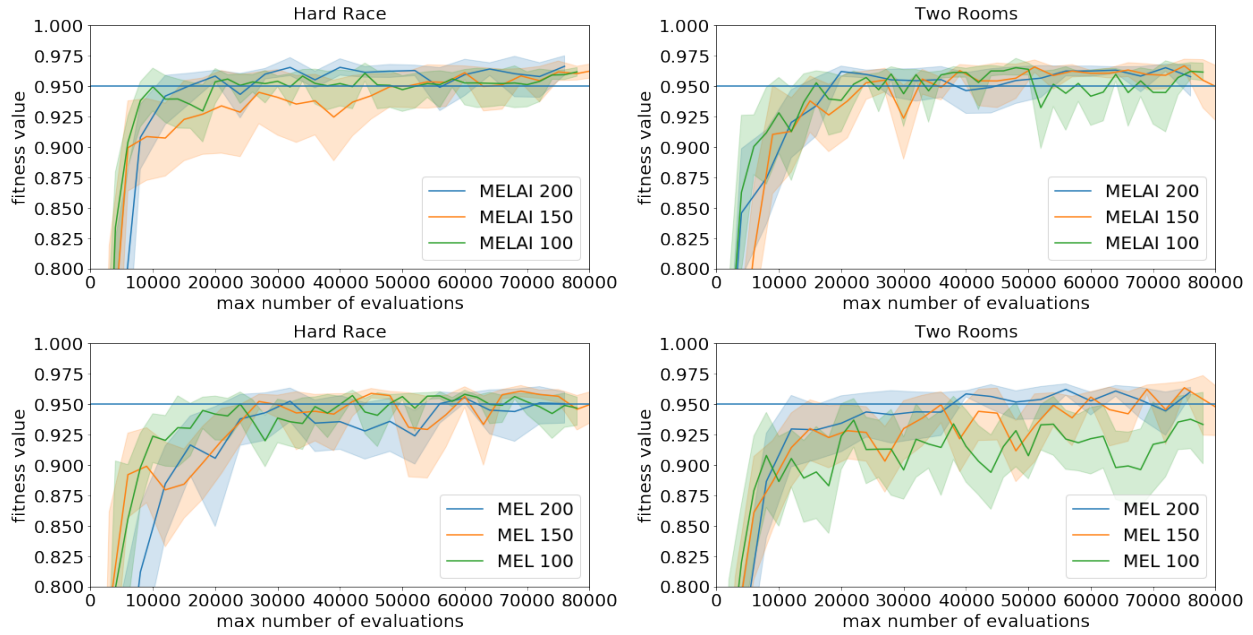 Hard Race
1.000
0.975
0.950
0.925
0.900
0.875
0.850
0.825
0.800
fitness value
0 10000 20000 30000 40000 50000 60000 70000 80000
max number of evaluations
MELAI 200
MELAI 150
MELAI 100
Two Rooms
1.000
0.975
0.950
0.925
0.900
0.875
0.850
0.825
0.800
fitness value
0 10000 20000 30000 40000 50000 60000 70000 80000
max number of evaluations
MELAI 200
MELAI 150
MELAI 100
Hard Race
1.000
0.975
0.950
0.925
0.900
0.875
0.850
0.825
0.800
fitness value
0 10000 20000 30000 40000 50000 60000 70000 80000
max number of evaluations
MEL 200
MEL 150
MEL 100
Two Rooms
1.000
0.975
0.950
0.925
0.900
0.875
0.850
0.825
0.800
fitness value
0 10000 20000 30000 40000 50000 60000 70000 80000
max number of evaluations
MEL 200
MEL 150
MEL 100